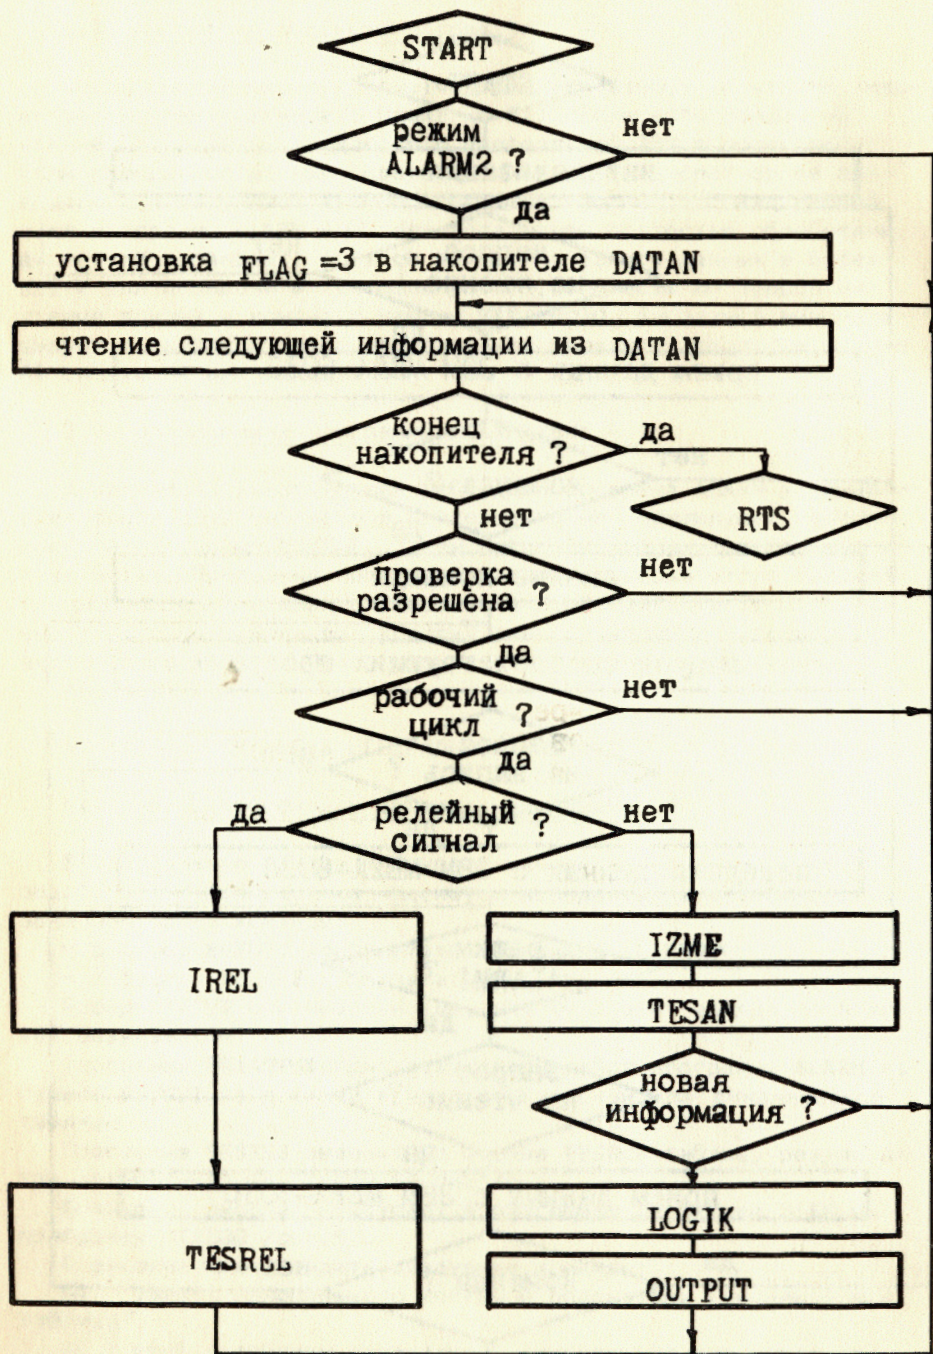 START
режим
ALARM2 ?
нет
да
установка FLAG =3 в накопителе DATAN
чтение следующей информации из DATAN
конец
накопителя ?
да
RTS
нет
проверка
разрешена ?
нет
да
рабочий
цикл ?
нет
да
релейный
сигнал ?
да
нет
IREL
IZME
TESAN
новая
информация ?
TESREL
LOGIK
OUTPUT